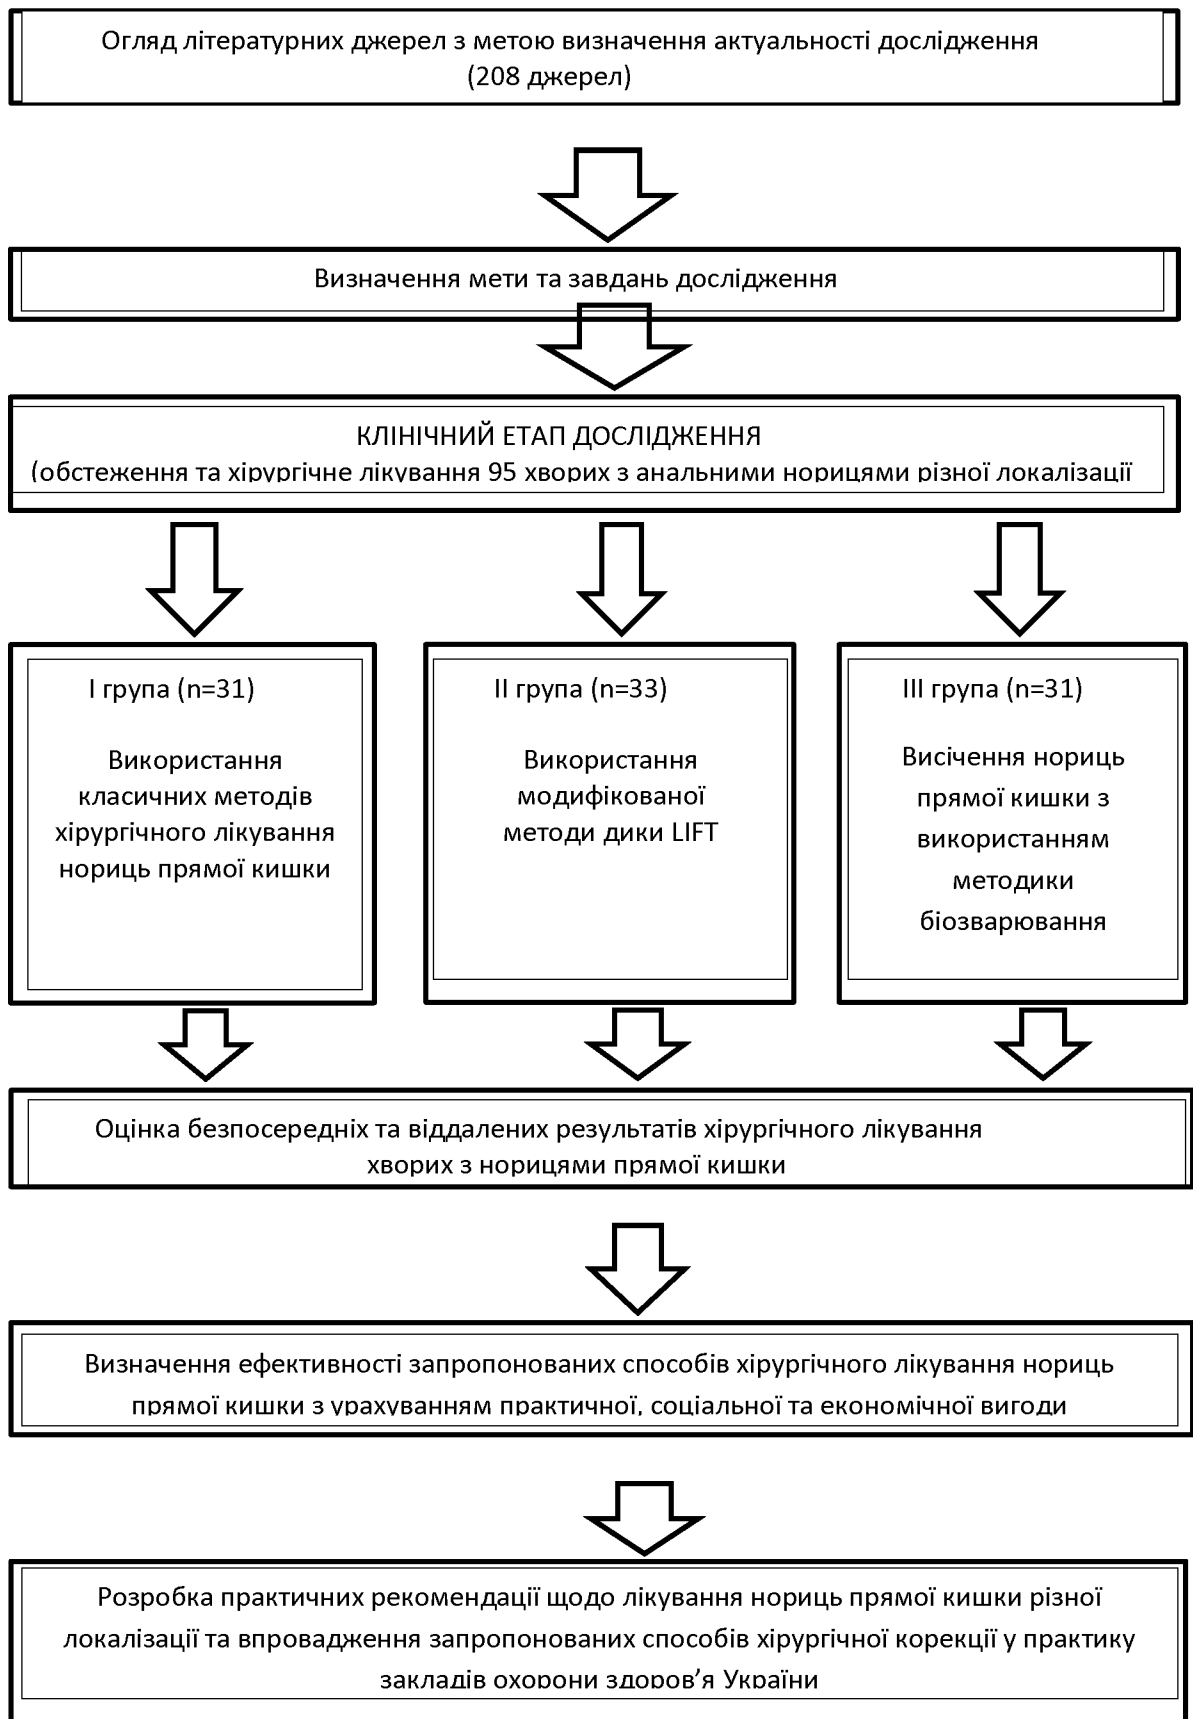 Огляд літературних джерел з метою визначення актуальності дослідження
(208 джерел)
Визначення мети та завдань дослідження
КЛІНІЧНИЙ ЕТАП ДОСЛІДЖЕННЯ
(обстеження та хірургічне лікування 95 хворих з анальними норицями різної локалізації
І група (n=31)
Використання
класичних методів
хірургічного лікування
нориць прямої кишки
ІІ група (n=33)
Використання
модифікованої
методи дики LIFT
ІІІ група (n=31)
Висічення нориць
прямої кишки з
використанням
методики
біозварювання
Оцінка безпосередніх та віддалених результатів хірургічного лікування
хворих з норицями прямої кишки
Визначення ефективності запропонованих способів хірургічного лікування нориць
прямої кишки з урахуванням практичної, соціальної та економічної вигоди
Розробка практичних рекомендації щодо лікування нориць прямої кишки різної
локалізації та впровадження запропонованих способів хірургічної корекції у практику
закладів охорони здоров’я України